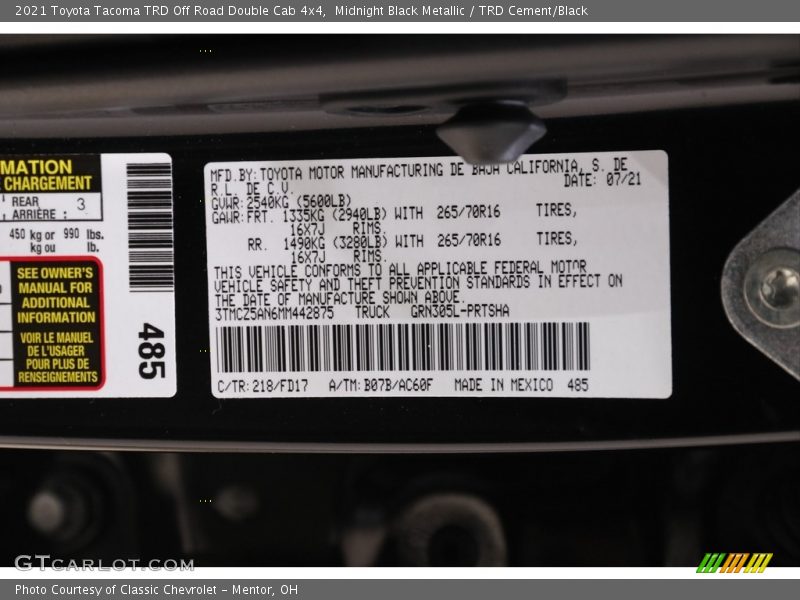 2021 Toyota Tacoma TRD Off Road Double Cab 4x4,  Midnight Black Metallic / TRD Cement/Black
MATION
CHARGEMENT
REAR
ARRIÈRE : 3
450 kg or 990 lbs.
kg ou lb.
SEE OWNER'S
MANUAL FOR
ADDITIONAL
INFORMATION
VOIR LE MANUEL
DE L'USAGER
POUR PLUS DE
RENSEIGNEMENTS
485
MFD.BY:TOYOTA MOTOR MANUFACTURING DE BAJA CALIFORNIA, S. DE
R.L. DE C.V. DATE: 07/21
GVWR:2540KG (5600LB)
GAWR:FRT. 1335KG (2940LB) WITH 265/70R16 TIRES,
16X7J RIMS.
RR. 1490KG (3280LB) WITH 265/70R16 TIRES,
16X7J RIMS.
THIS VEHICLE CONFORMS TO ALL APPLICABLE FEDERAL MOTOR
VEHICLE SAFETY AND THEFT PREVENTION STANDARDS IN EFFECT ON
THE DATE OF MANUFACTURE SHOWN ABOVE.
3TMCZ5AN6MM442875 TRUCK GRN305L-PRTSHA
C/TR:218/FD17 A/TM:B07B/AC60F MADE IN MEXICO 485
GTCARLOT.COM
Photo Courtesy of Classic Chevrolet - Mentor, OH